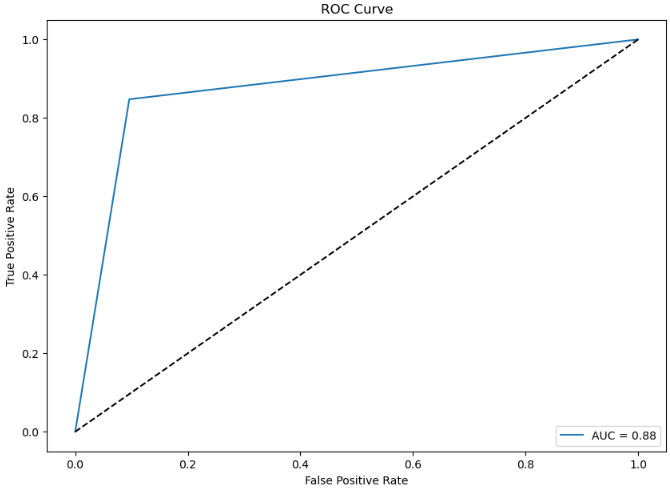 ROC Curve
True Positive Rate
1.0
0.8
0.6
0.4
0.2
0.0
AUC = 0.88
0.0 0.2 0.4 0.6 0.8 1.0
False Positive Rate